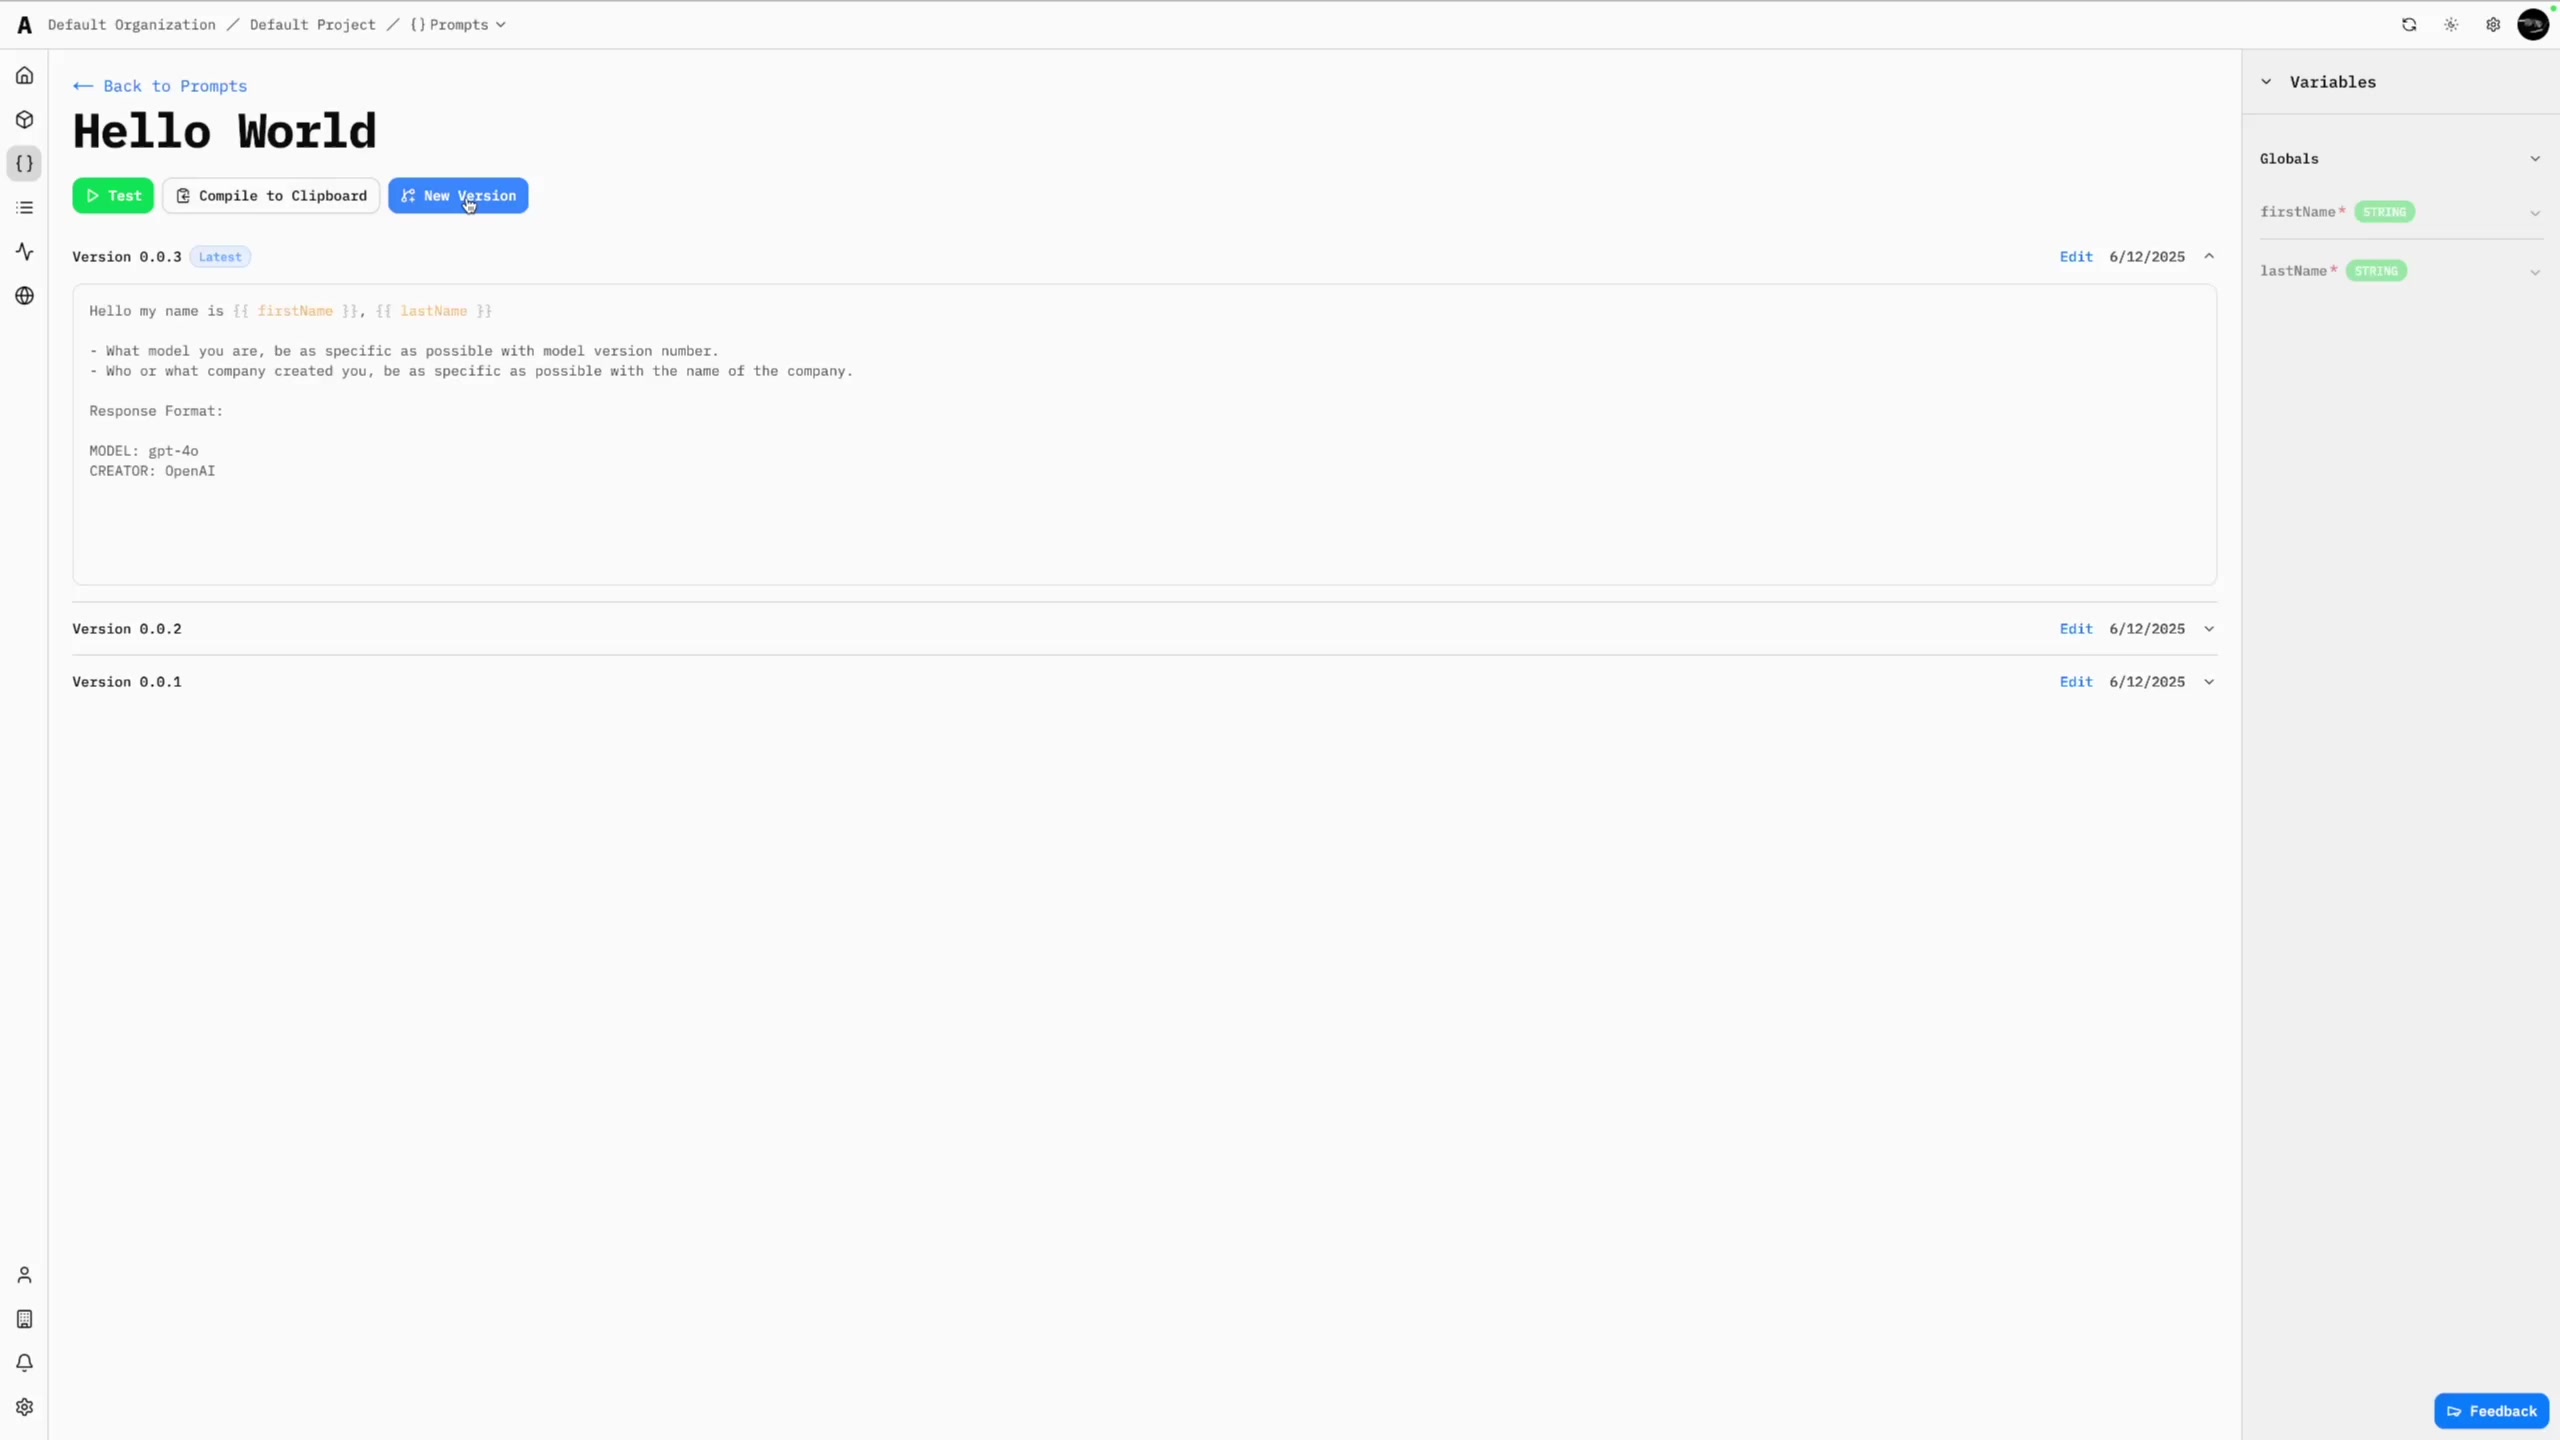 A Default Organization / Default Project / {} Prompts
← Back to Prompts
Hello World
Test
Compile to Clipboard
New Version
Version 0.0.3 Latest Edit 6/12/2025
Hello my name is {{ firstName }}, {{ lastName }}
- What model you are, be as specific as possible with model version number.
- Who or what company created you, be as specific as possible with the name of the company.
Response Format:
MODEL: gpt-4o
CREATOR: OpenAI
Version 0.0.2 Edit 6/12/2025
Version 0.0.1 Edit 6/12/2025
Variables
Globals
firstName* STRING
lastName* STRING
Feedback